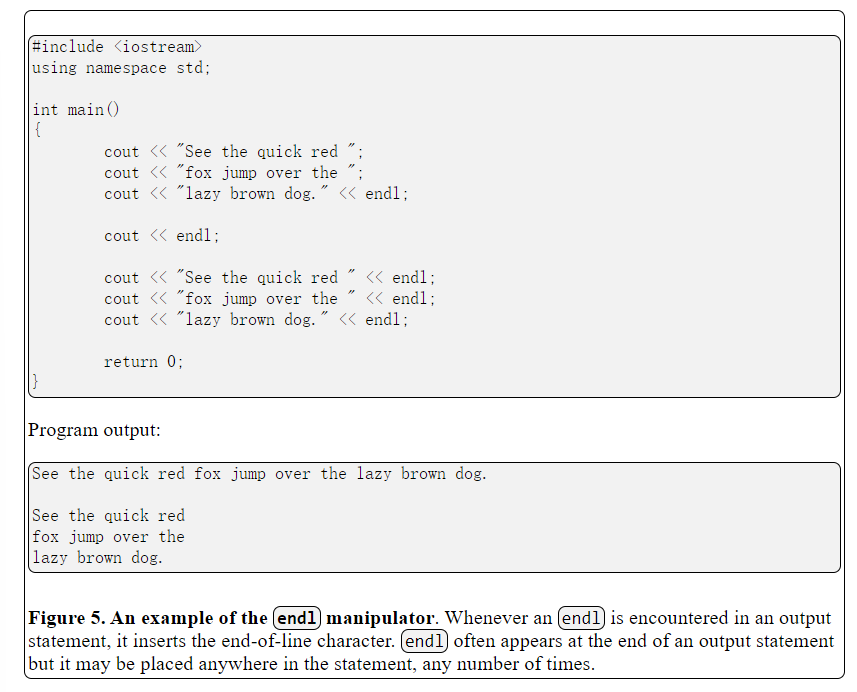 #include <iostream>
using namespace std;
int main()
{
cout << "See the quick red ";
cout << "fox jump over the ";
cout << "lazy brown dog." << endl;
cout << endl;
cout << "See the quick red " << endl;
cout << "fox jump over the " << endl;
cout << "lazy brown dog." << endl;
return 0;
}
Program output:
See the quick red fox jump over the lazy brown dog.
See the quick red
fox jump over the
lazy brown dog.
Figure 5. An example of the endl manipulator. Whenever an endl is encountered in an output
statement, it inserts the end-of-line character. endl often appears at the end of an output statement
but it may be placed anywhere in the statement, any number of times.